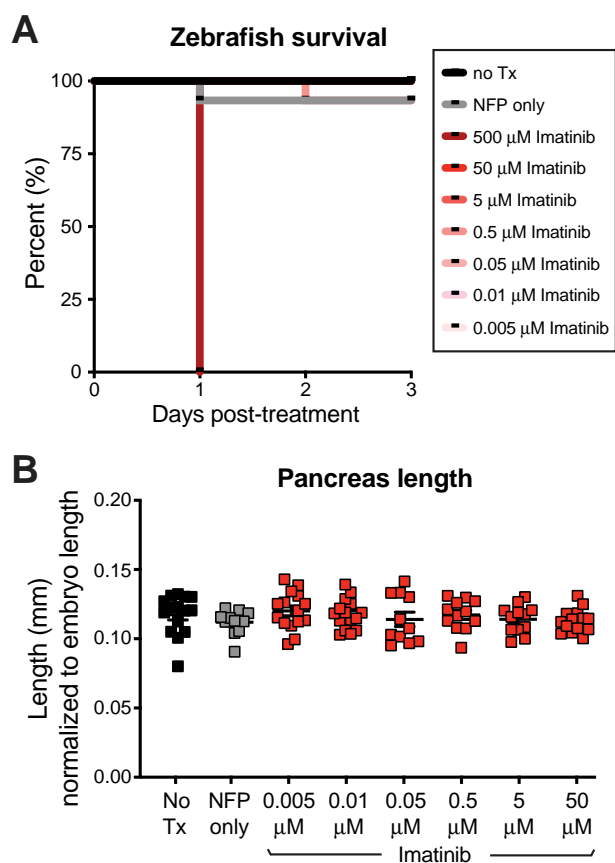 A
Zebrafish survival
100
75
50
25
0
Percent (%)
0 1 2 3
Days post-treatment
no Tx
NFP only
500 μM Imatinib
50 μM Imatinib
5 μM Imatinib
0.5 μM Imatinib
0.05 μM Imatinib
0.01 μM Imatinib
0.005 μM Imatinib
B
Pancreas length
0.20
0.15
0.10
0.05
0.00
Length (mm)
normalized to embryo length
No NFP 0.005 0.01 0.05 0.5 5 50
Tx only μM μM μM μM μM μM
Imatinib